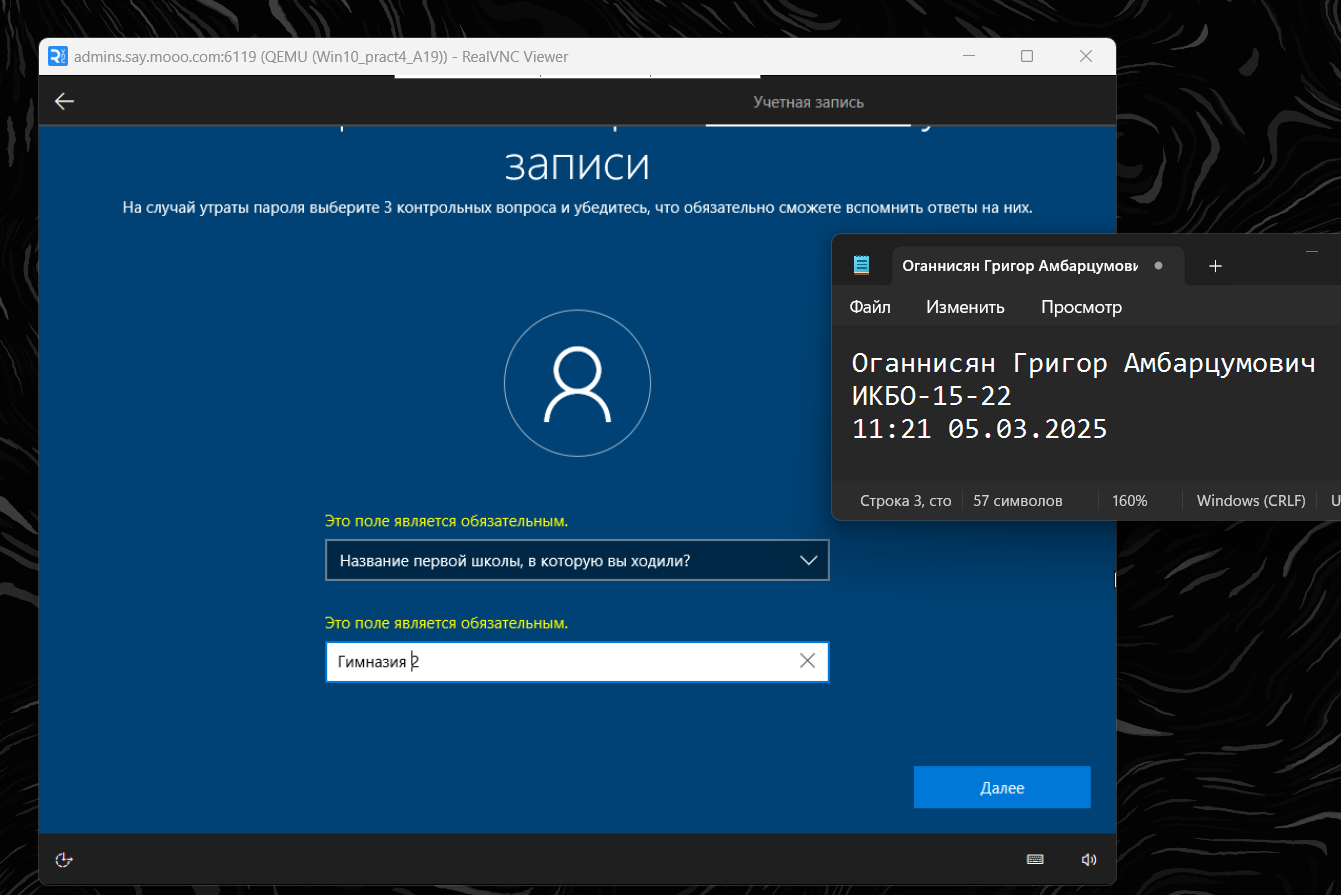 admins.say.mooo.com:6119 (QEMU (Win10_pract4_A19)) - RealVNC Viewer
Учетная запись
записи
На случай утраты пароля выберите 3 контрольных вопроса и убедитесь, что обязательно сможете вспомнить ответы на них.
Оганнисян Григор Амбарцумови
Файл Изменить Просмотр
Оганнисян Григор Амбарцумович
ИКБО-15-22
11:21 05.03.2025
Строка 3, сто 57 символов 160% Windows (CRLF) U
Это поле является обязательным.
Название первой школы, в которую вы ходили?
Это поле является обязательным.
Гимназия 2
Далее